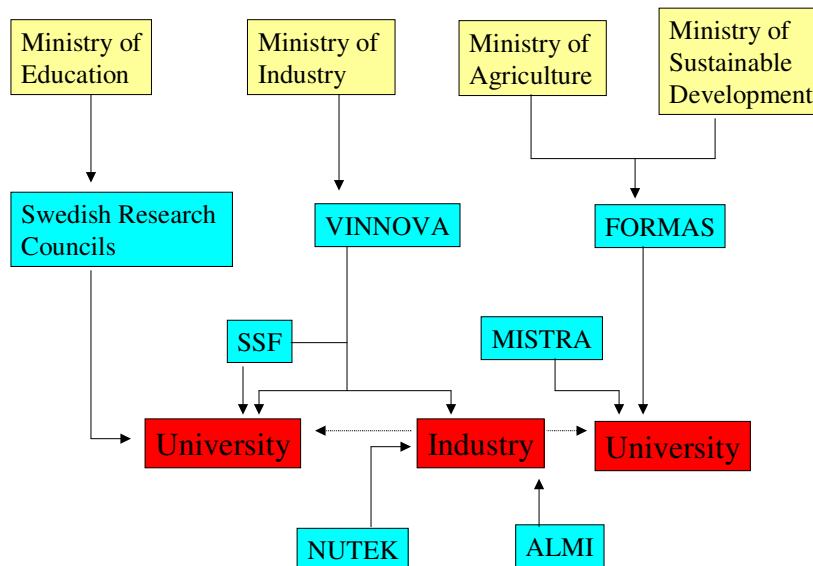 Ministry of
Education
Ministry of
Industry
Ministry of
Agriculture
Ministry of
Sustainable
Development
Swedish Research
Councils
VINNOVA
FORMAS
SSF
MISTRA
University
Industry
University
NUTEK
ALMI